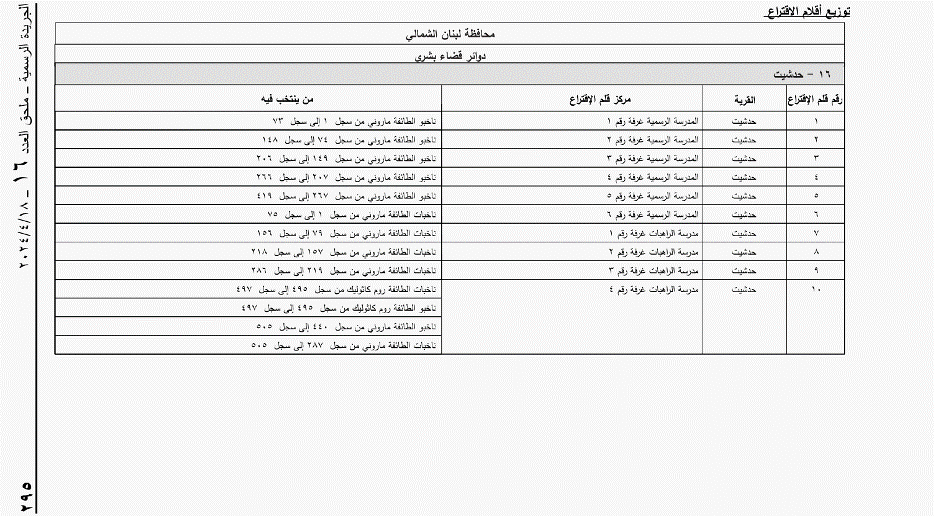 توزيع أقلام الاقتراع
محافظة لبنان الشمالي
دوائر قضاء بشري
١٦ - حدشيت
رقم قلم الإقتراع القرية مركز قلم الإقتراع من ينتخب فيه
١ حدشيت المدرسة الرسمية غرفة رقم ١ ناخبو الطائفة ماروني من سجل ١ إلى سجل ٧٣
٢ حدشيت المدرسة الرسمية غرفة رقم ٢ ناخبو الطائفة ماروني من سجل ٧٤ إلى سجل ١٤٨
٣ حدشيت المدرسة الرسمية غرفة رقم ٣ ناخبو الطائفة ماروني من سجل ١٤٩ إلى سجل ٢٠٦
٤ حدشيت المدرسة الرسمية غرفة رقم ٤ ناخبو الطائفة ماروني من سجل ٢٠٧ إلى سجل ٢٦٦
٥ حدشيت المدرسة الرسمية غرفة رقم ٥ ناخبو الطائفة ماروني من سجل ٢٦٧ إلى سجل ٤١٩
٦ حدشيت المدرسة الرسمية غرفة رقم ٦ ناخبات الطائفة ماروني من سجل ١ إلى سجل ٧٥
٧ حدشيت مدرسة الراهبات غرفة رقم ١ ناخبات الطائفة ماروني من سجل ٧٩ إلى سجل ١٥٦
٨ حدشيت مدرسة الراهبات غرفة رقم ٢ ناخبات الطائفة ماروني من سجل ١٥٧ إلى سجل ٢١٨
٩ حدشيت مدرسة الراهبات غرفة رقم ٣ ناخبات الطائفة ماروني من سجل ٢١٩ إلى سجل ٢٨٦
١٠ حدشيت مدرسة الراهبات غرفة رقم ٤ ناخبات الطائفة روم كاثوليك من سجل ٤٩٥ إلى سجل ٤٩٧
ناخبو الطائفة روم كاثوليك من سجل ٤٩٥ إلى سجل ٤٩٧
ناخبو الطائفة ماروني من سجل ٤٤٠ إلى سجل ٥٠٥
ناخبات الطائفة ماروني من سجل ٢٨٧ إلى سجل ٥٠٥
الجريدة الرسمية – ملحق العدد ١٦ – ٢٠٢٤/٤/١٨
٢٩٥